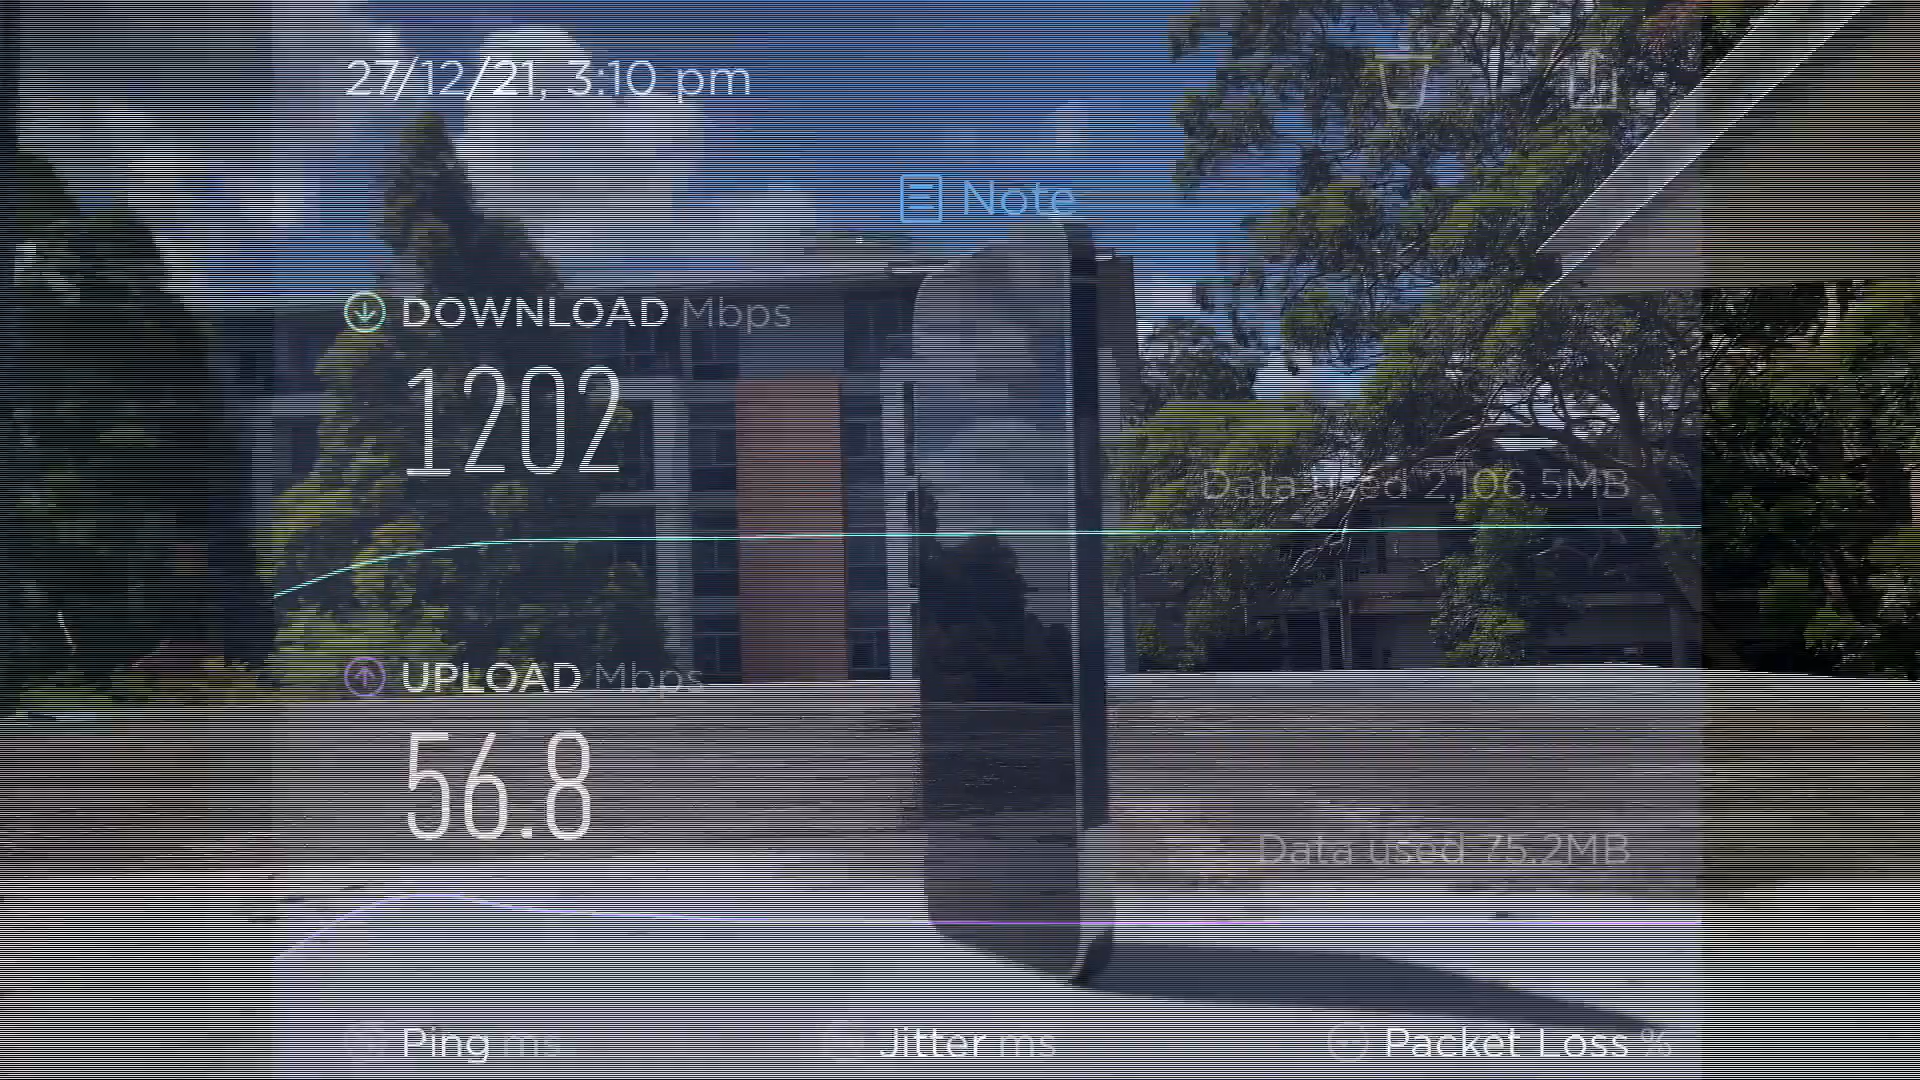 27/12/21, 3:10 pm
Note
DOWNLOAD Mbps
1202
Data used 2,106.5MB
UPLOAD Mbps
56.8
Data used 75.2MB
Ping ms Jitter ms Packet Loss %